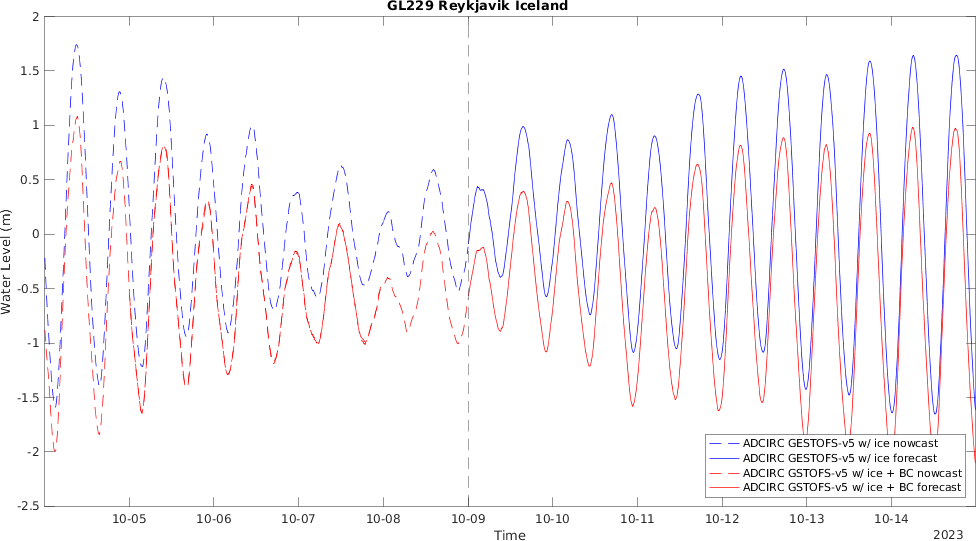 GL229 Reykjavik Iceland
2
1.5
1
0.5
0
-0.5
-1
-1.5
-2
-2.5
Water Level (m)
ADCIRC GESTOFS-v5 w/ ice nowcast
ADCIRC GESTOFS-v5 w/ ice forecast
ADCIRC GSTOFS-v5 w/ ice + BC nowcast
ADCIRC GSTOFS-v5 w/ ice + BC forecast
10-05 10-06 10-07 10-08 10-09 10-10 10-11 10-12 10-13 10-14
Time
2023